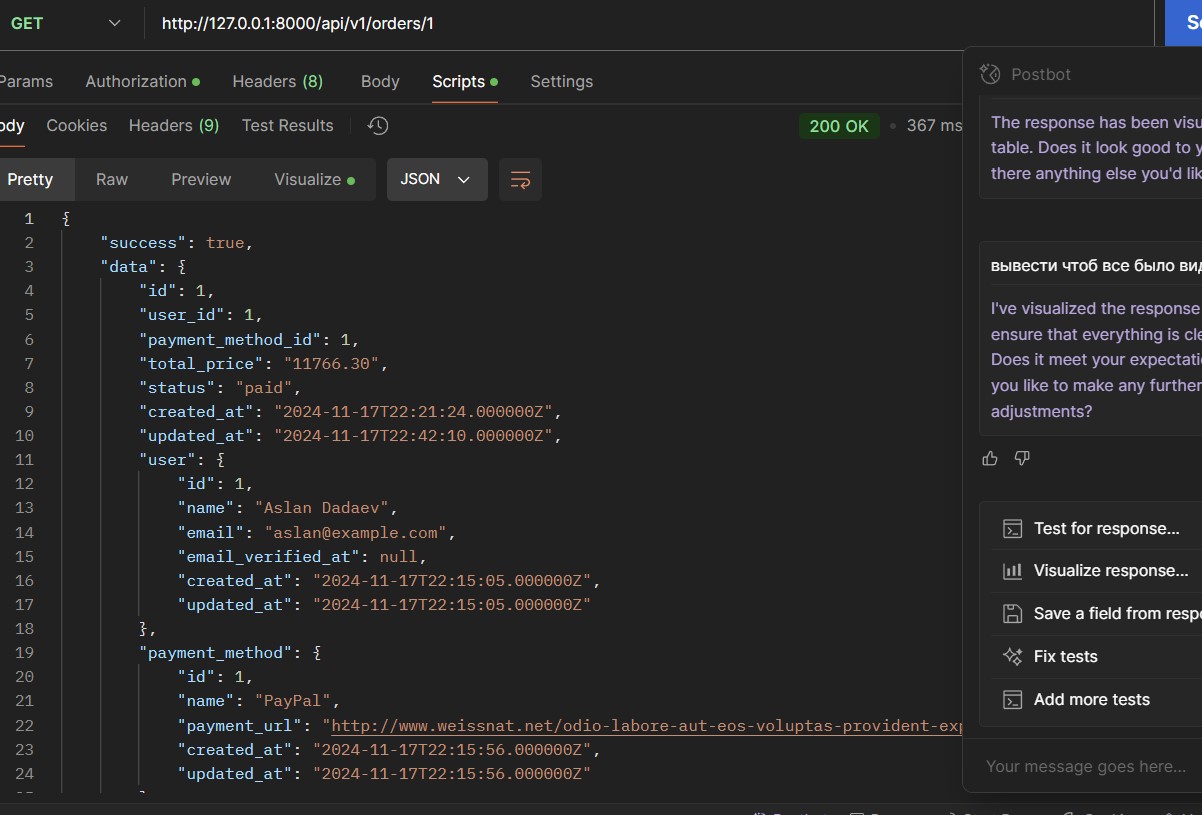 GET http://127.0.0.1:8000/api/v1/orders/1
Params Authorization Headers (8) Body Scripts Settings
Cookies Headers (9) Test Results 200 OK 367 ms
Pretty Raw Preview Visualize JSON
1 {
2 "success": true,
3 "data": {
4 "id": 1,
5 "user_id": 1,
6 "payment_method_id": 1,
7 "total_price": "11766.30",
8 "status": "paid",
9 "created_at": "2024-11-17T22:21:24.000000Z",
10 "updated_at": "2024-11-17T22:42:10.000000Z",
11 "user": {
12 "id": 1,
13 "name": "Aslan Dadaev",
14 "email": "aslan@example.com",
15 "email_verified_at": null,
16 "created_at": "2024-11-17T22:15:05.000000Z",
17 "updated_at": "2024-11-17T22:15:05.000000Z"
18 },
19 "payment_method": {
20 "id": 1,
21 "name": "PayPal",
22 "payment_url": "http://www.weissnat.net/odio-labore-aut-eos-voluptas-provident-exp
23 "created_at": "2024-11-17T22:15:56.000000Z",
24 "updated_at": "2024-11-17T22:15:56.000000Z"
Postbot
The response has been
table. Does it look good to
there anything else you'd
вывести чтоб все было
I've visualized the response
ensure that everything is
Does it meet your
you like to make any further
adjustments?
Test for response...
Visualize response...
Save a field from
Fix tests
Add more tests
Your message goes here...